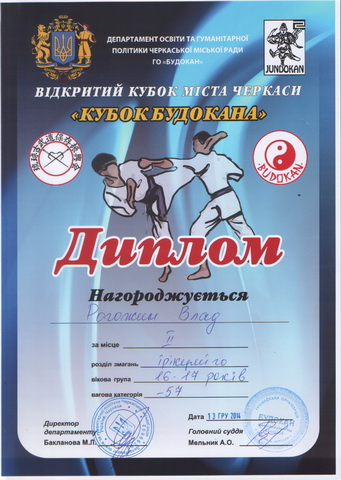 ДЕПАРТАМЕНТ ОСВІТИ ТА ГУМАНІТАРНОЇ
ПОЛІТИКИ ЧЕРКАСЬКОЇ МІСЬКОЇ РАДИ
ГО «БУДОКАН»
JUNDOKAN
ВІДКРИТИЙ КУБОК МІСТА ЧЕРКАСИ
«КУБОК БУДОКАНА»
BUDOKAN
Диплом
Нагороджується
Рогожин Влад
за місце II
розділ змагань
вікова група 16-17 років
вагова категорія -57
Дата 13 ГРУ 2014
Директор
департаменту
Бакланова М.Л.
Головний суддя
Мельник А.О.